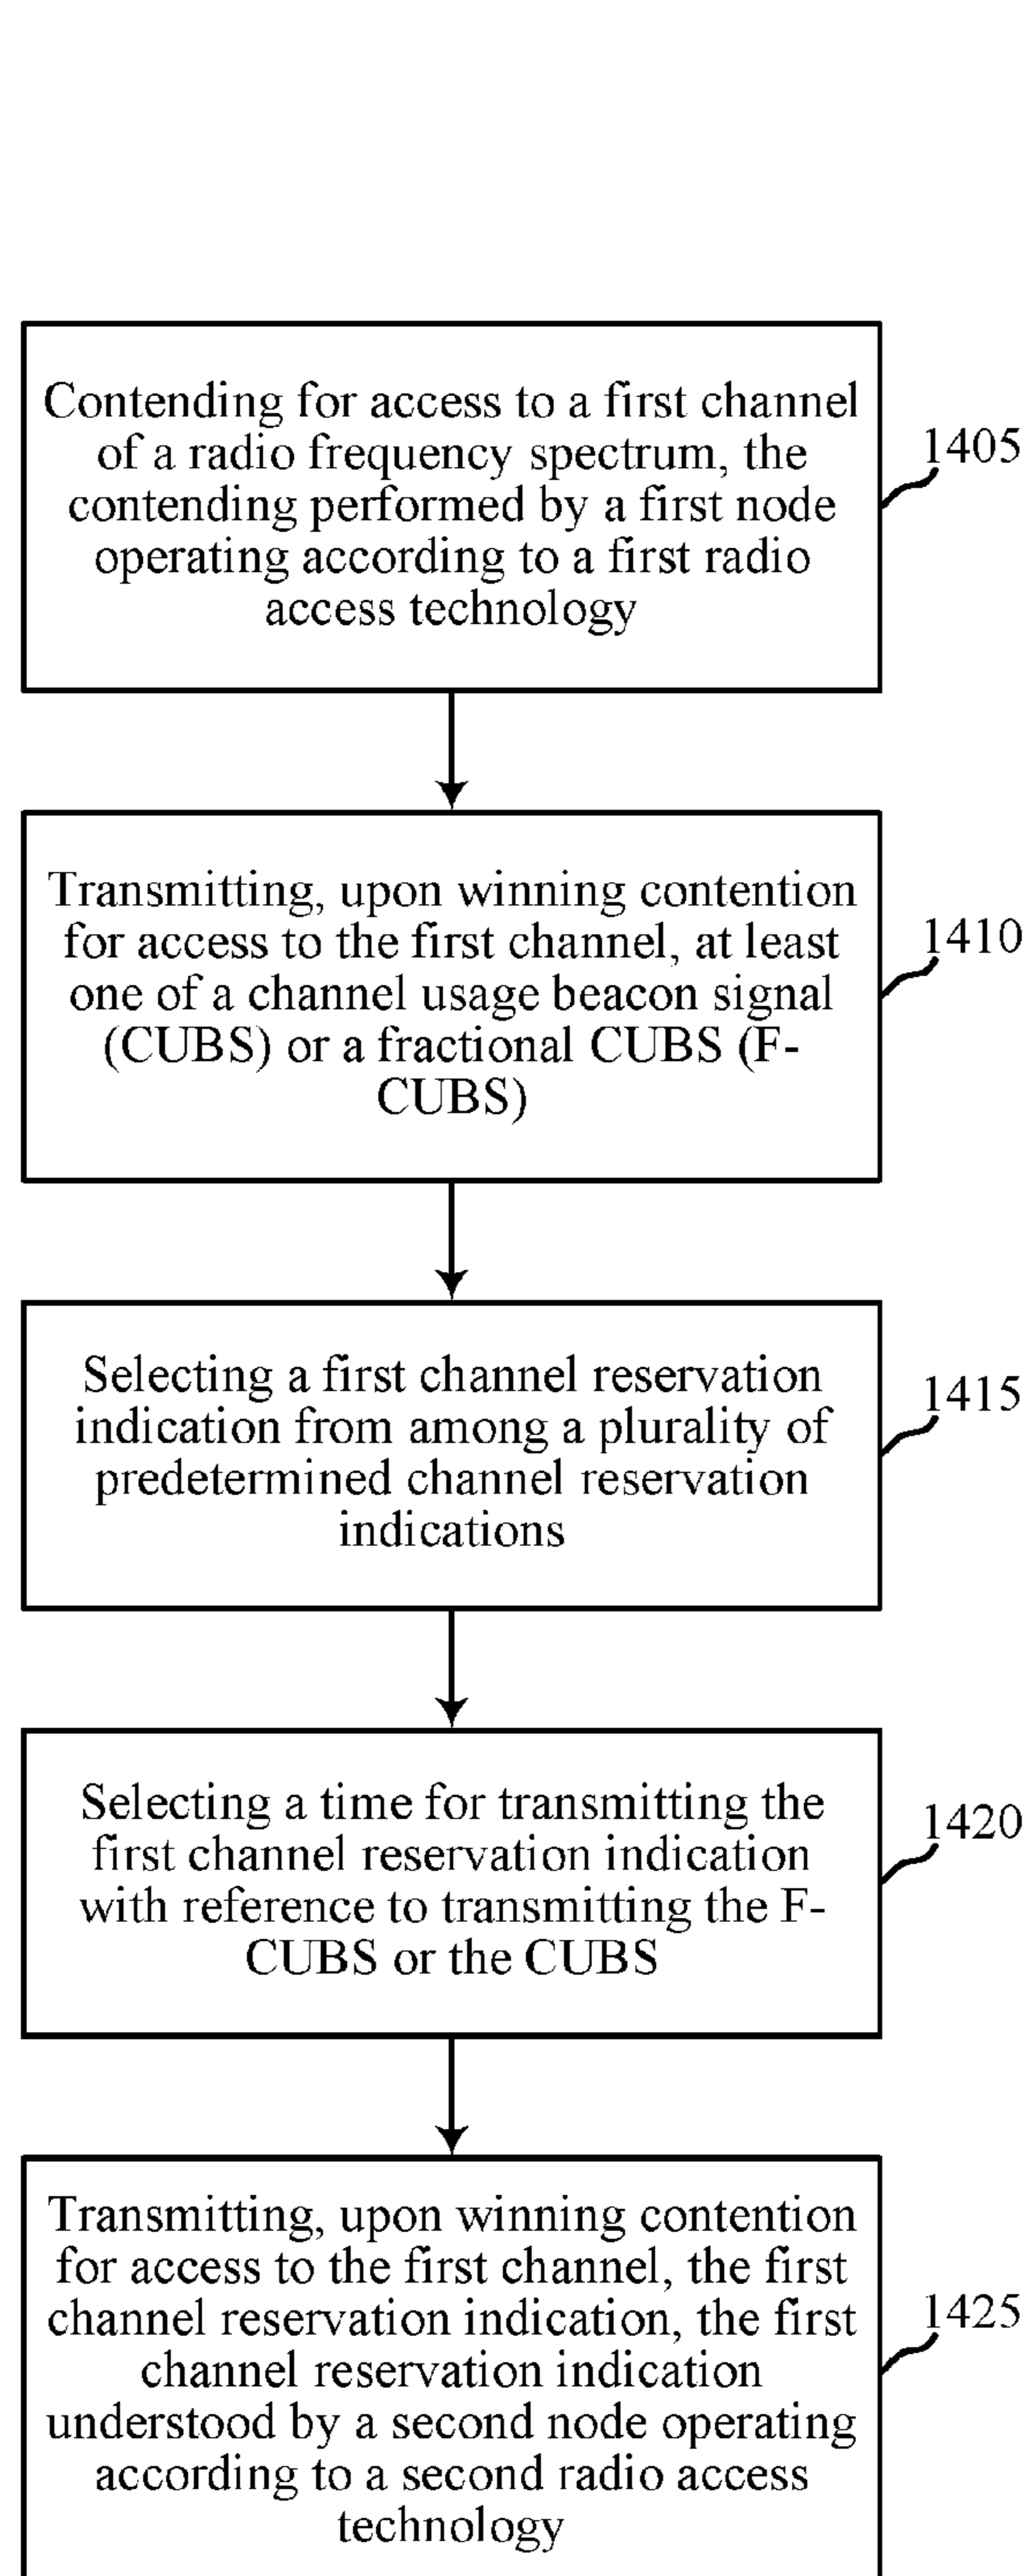 Contending for access to a first channel
of a radio frequency spectrum, the
contending performed by a first node
operating according to a first radio
access technology
1405
Transmitting, upon winning contention
for access to the first channel, at least
one of a channel usage beacon signal
(CUBS) or a fractional CUBS (F-
CUBS)
1410
Selecting a first channel reservation
indication from among a plurality of
predetermined channel reservation
indications
1415
Selecting a time for transmitting the
first channel reservation indication
with reference to transmitting the F-
CUBS or the CUBS
1420
Transmitting, upon winning contention
for access to the first channel, the first
channel reservation indication, the first
channel reservation indication
understood by a second node operating
according to a second radio access
technology
1425